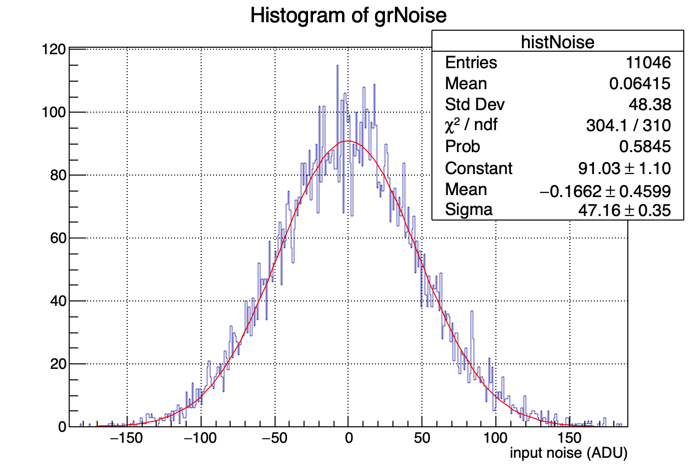 Histogram of grNoise
histNoise
Entries 11046
Mean 0.06415
Std Dev 48.38
χ² / ndf 304.1 / 310
Prob 0.5845
Constant 91.03 ± 1.10
Mean −0.1662 ± 0.4599
Sigma 47.16 ± 0.35
120
100
80
60
40
20
0
−150 −100 −50 0 50 100 150
input noise (ADU)